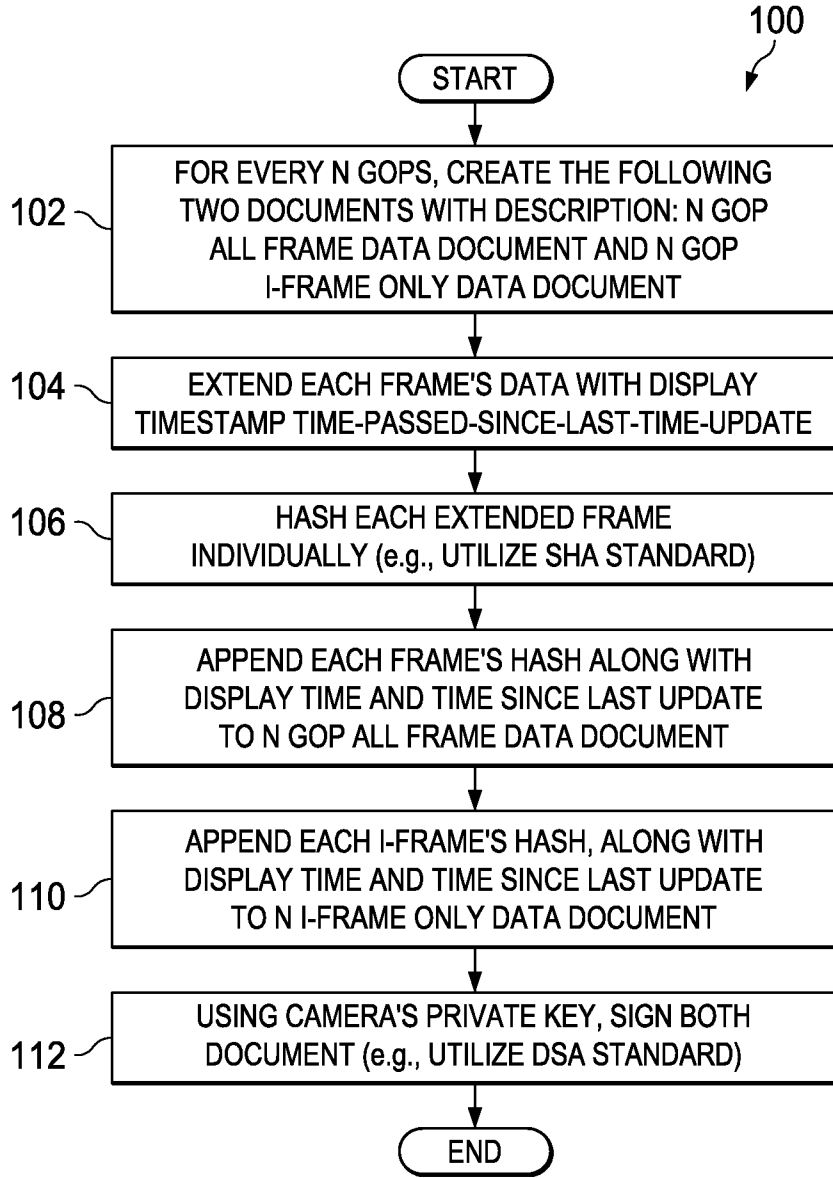 100
START
102
FOR EVERY N GOPS, CREATE THE FOLLOWING
TWO DOCUMENTS WITH DESCRIPTION: N GOP
ALL FRAME DATA DOCUMENT AND N GOP
I-FRAME ONLY DATA DOCUMENT
104
EXTEND EACH FRAME'S DATA WITH DISPLAY
TIMESTAMP TIME-PASSED-SINCE-LAST-TIME-UPDATE
106
HASH EACH EXTENDED FRAME
INDIVIDUALLY (e.g., UTILIZE SHA STANDARD)
108
APPEND EACH FRAME'S HASH ALONG WITH
DISPLAY TIME AND TIME SINCE LAST UPDATE
TO N GOP ALL FRAME DATA DOCUMENT
110
APPEND EACH I-FRAME'S HASH, ALONG WITH
DISPLAY TIME AND TIME SINCE LAST UPDATE
TO N I-FRAME ONLY DATA DOCUMENT
112
USING CAMERA'S PRIVATE KEY, SIGN BOTH
DOCUMENT (e.g., UTILIZE DSA STANDARD)
END